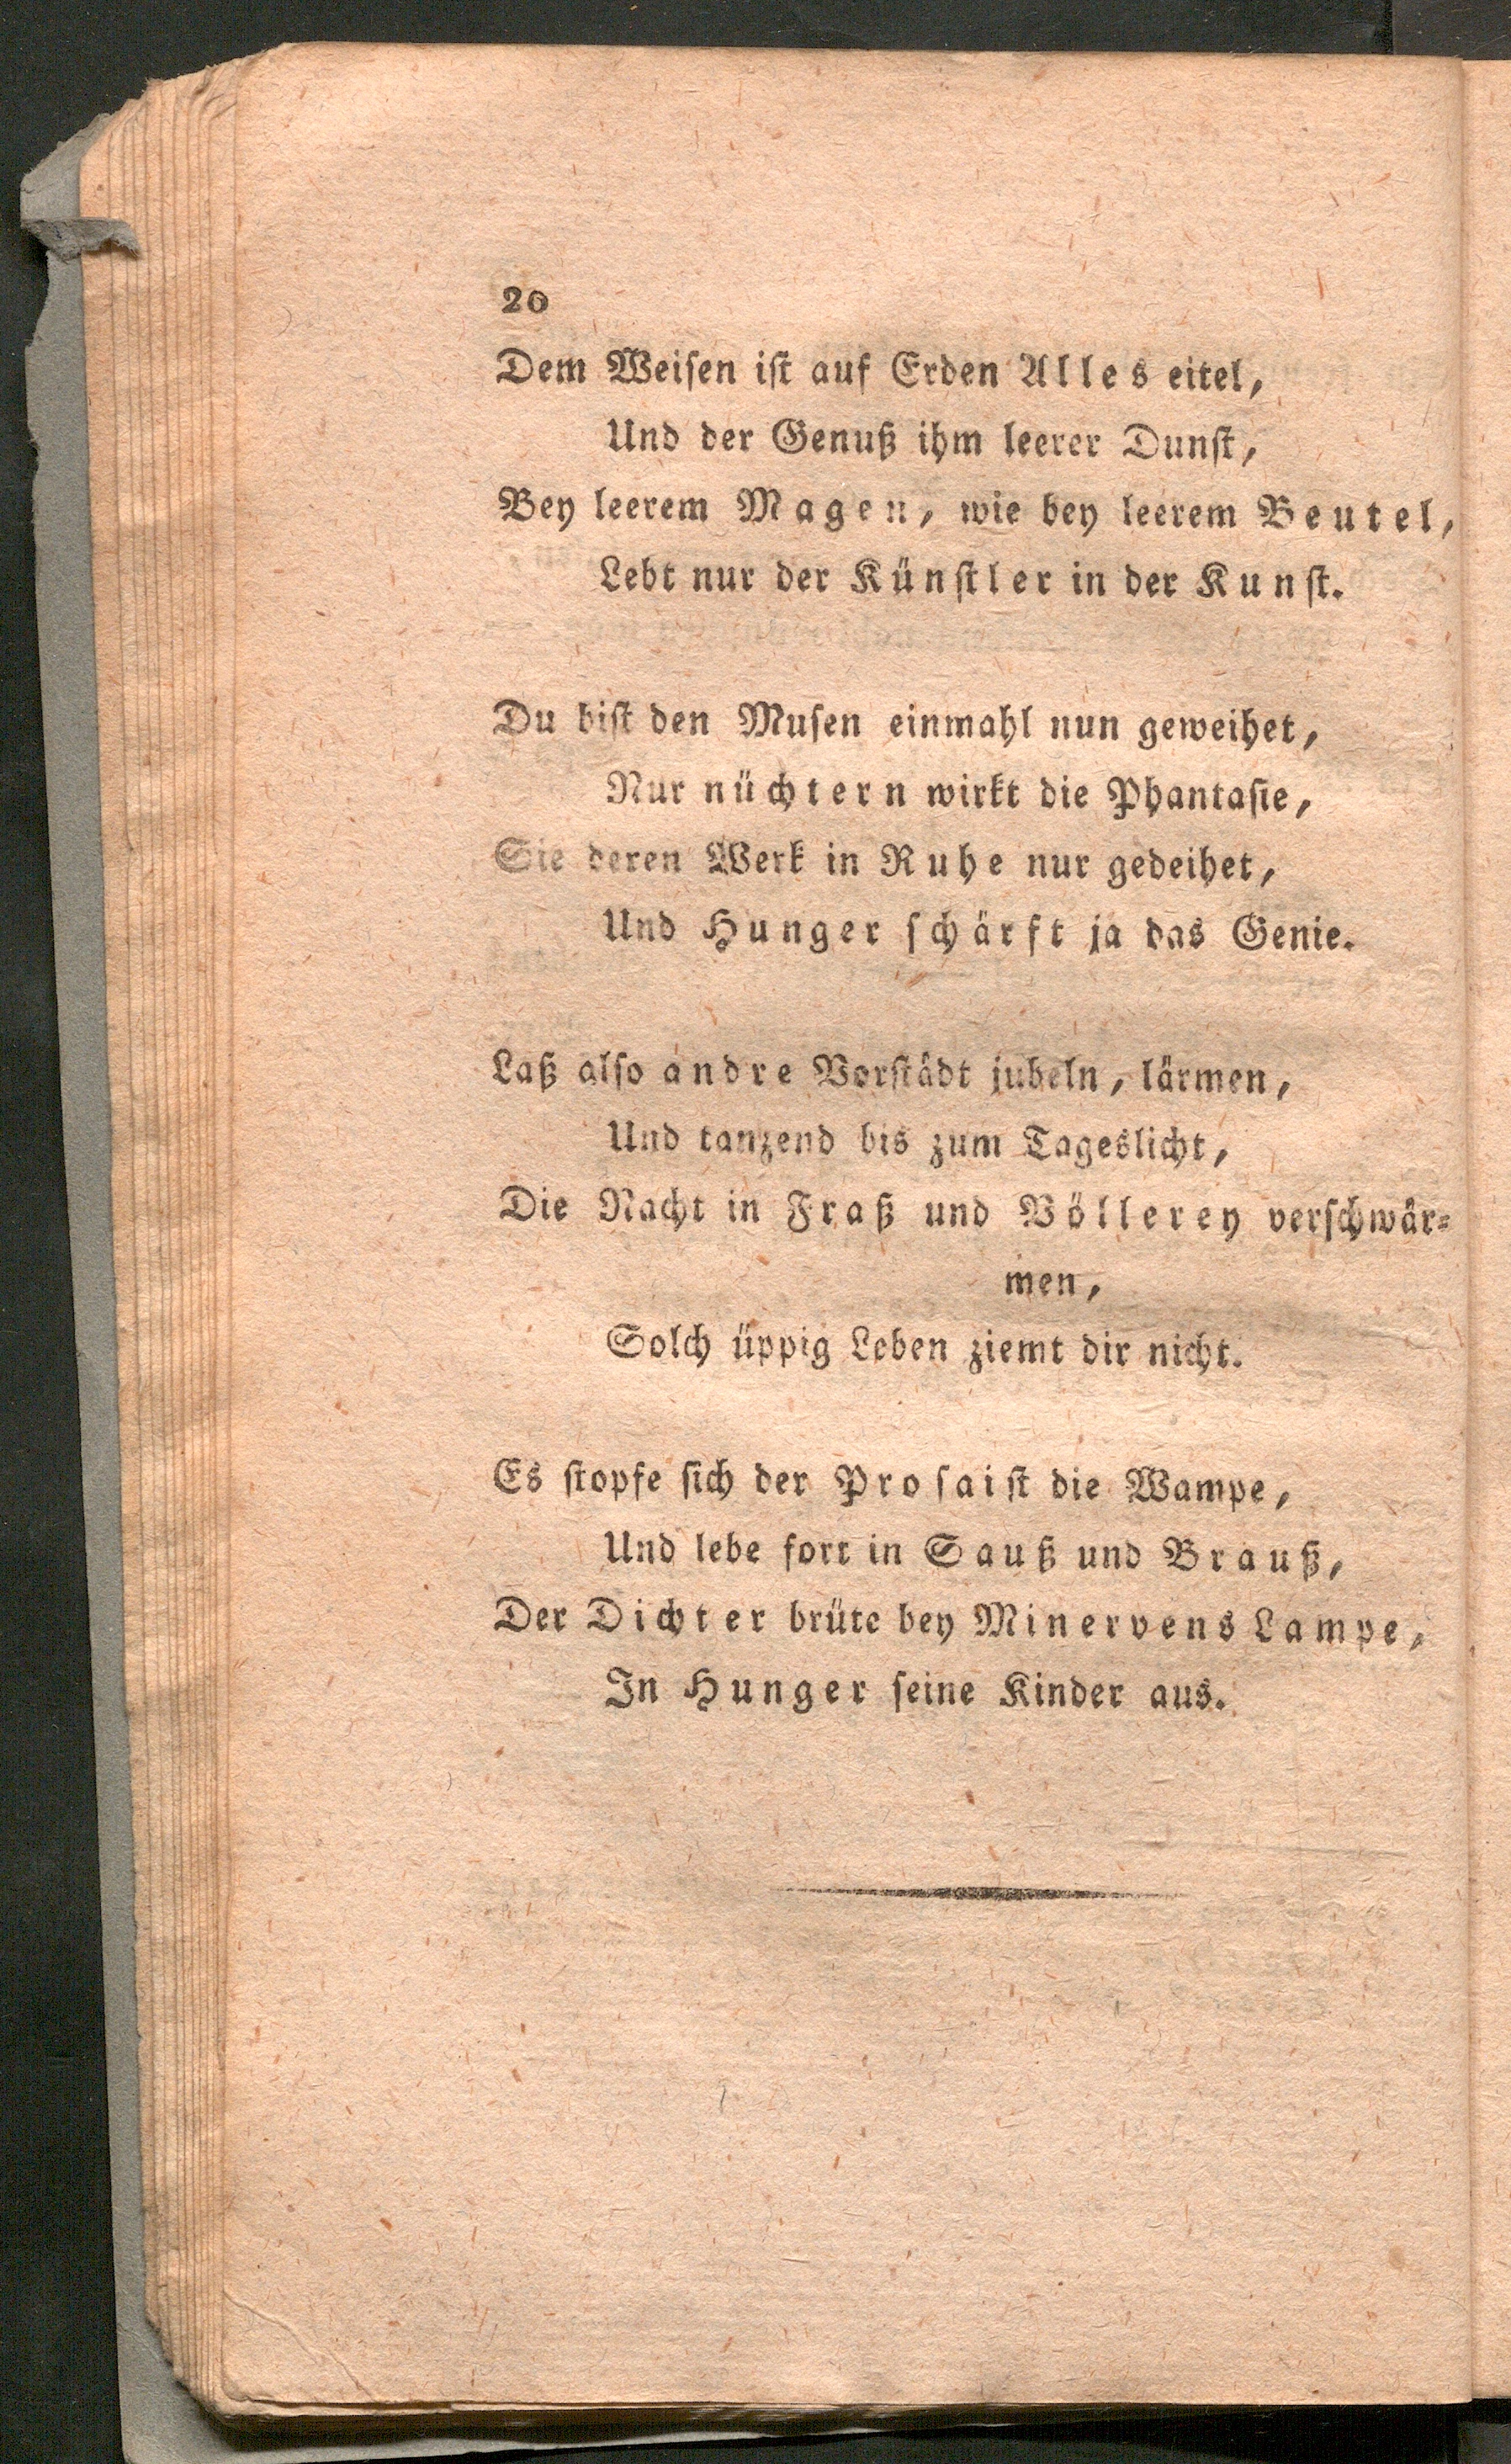 20
Dem Weiſen iſt auf Erden Alles eitel,
Und der Genuß ihm leerer Dunſt,
Bey leerem Magen, wie bey leerem Beutel,
Lebt nur der Künſtler in der Kunſt.
Du biſt den Muſen einmahl nun geweihet,
Nur nüchtern wirkt die Phantaſie,
Sie deren Werk in Ruhe nur gedeihet,
Und Hunger ſchärft ja das Genie.
Laß alſo andre Vorſtädt jubeln, lärmen,
Und tanzend bis zum Tageslicht,
Die Nacht in Fraß und Völlerey verſchwär⸗
men,
Solch üppig Leben ziemt dir nicht.
Es ſtopfe ſich der Proſaiſt die Wampe,
Und lebe fort in Sauß und Brauß,
Der Dichter brüte bey Minervens Lampe,
In Hunger ſeine Kinder aus.